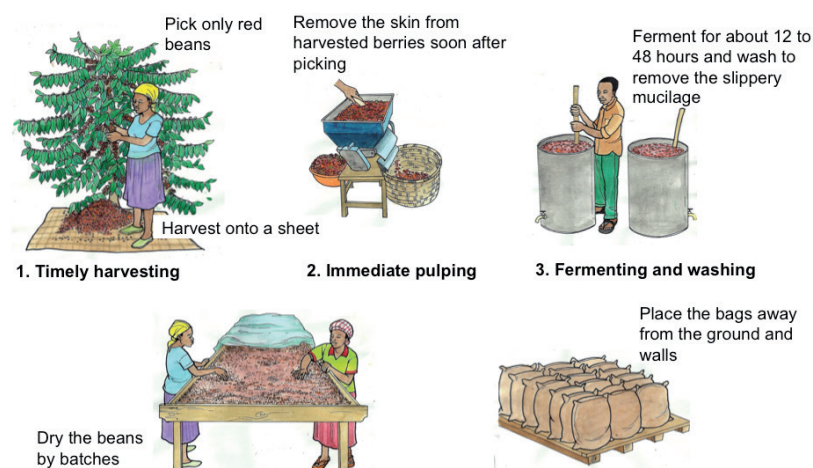 Pick only red
beans
Harvest onto a sheet
1. Timely harvesting
Remove the skin from
harvested berries soon after
picking
2. Immediate pulping
Ferment for about 12 to
48 hours and wash to
remove the slippery
mucilage
3. Fermenting and washing
Dry the beans
by batches
Place the bags away
from the ground and
walls